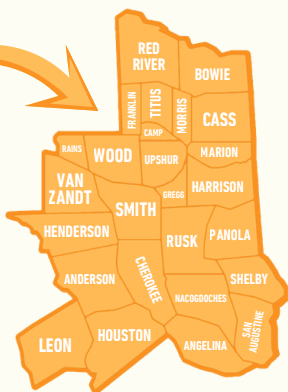 RED
RIVER
BOWIE
FRANKLIN
TITUS
MORRIS
CASS
CAMP
RAINS
WOOD
UPSHUR
MARION
VAN
ZANDT
SMITH
GREGG
HARRISON
HENDERSON
RUSK
PANOLA
ANDERSON
CHEROKEE
SHELBY
NACOGDOCHES
SAN
AUGUSTINE
LEON
HOUSTON
ANGELINA